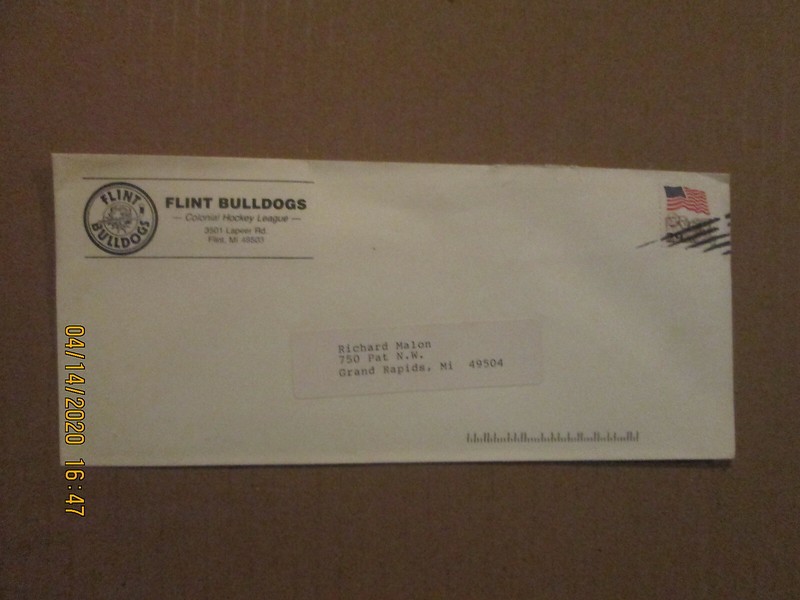 FLINT
BULLDOGS
FLINT BULLDOGS
— Colonial Hockey League —
3501 Lapeer Rd.
Flint, Mi 48503
Richard Malon
750 Pat N.W.
Grand Rapids, Mi 49504
04/14/2020 16:47